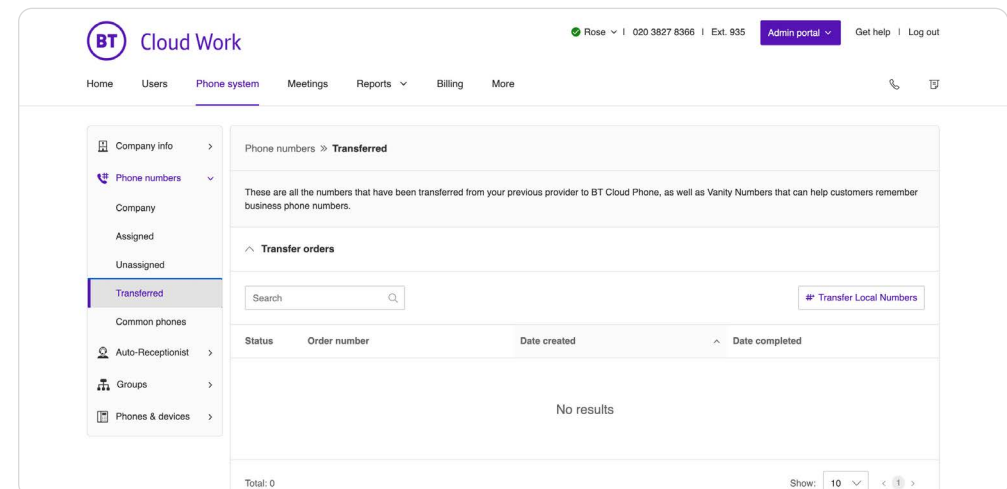 BT Cloud Work
Rose | 020 3827 8366 | Ext. 935 Admin portal Get help | Log out
Home Users Phone system Meetings Reports Billing More
Company info
Phone numbers
Company
Assigned
Unassigned
Transferred
Common phones
Auto-Receptionist
Groups
Phones & devices
Phone numbers » Transferred
These are all the numbers that have been transferred from your previous provider to BT Cloud Phone, as well as Vanity Numbers that can help customers remember
business phone numbers.
Transfer orders
Search # Transfer Local Numbers
Status Order number Date created Date completed
No results
Total: 0 Show: 10 < 1 >